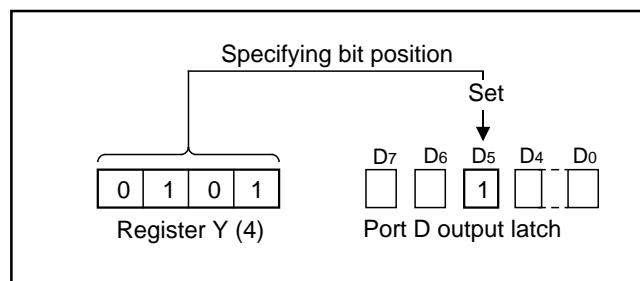 Specifying bit position
Set
D7 D6 D5 D4 D0
0 1 0 1
1
Register Y (4)
Port D output latch